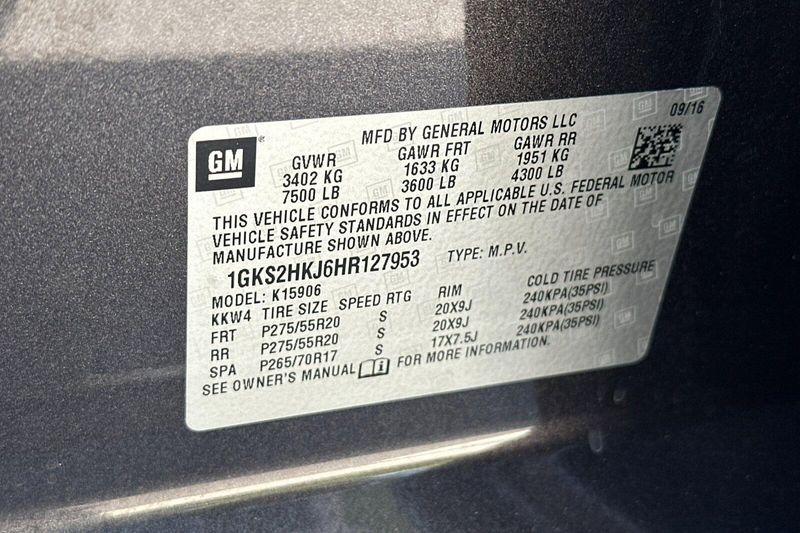 09/16
MFD BY GENERAL MOTORS LLC
GM
GVWR GAWR FRT GAWR RR
3402 KG 1633 KG 1951 KG
7500 LB 3600 LB 4300 LB
THIS VEHICLE CONFORMS TO ALL APPLICABLE U.S. FEDERAL MOTOR
VEHICLE SAFETY STANDARDS IN EFFECT ON THE DATE OF
MANUFACTURE SHOWN ABOVE.
1GKS2HKJ6HR127953 TYPE: M.P.V.
MODEL: K15906
KKW4 TIRE SIZE SPEED RTG RIM COLD TIRE PRESSURE
FRT P275/55R20 S 20X9J 240KPA(35PSI)
RR P275/55R20 S 20X9J 240KPA(35PSI)
SPA P265/70R17 S 17X7.5J 240KPA(35PSI)
SEE OWNER'S MANUAL FOR MORE INFORMATION.